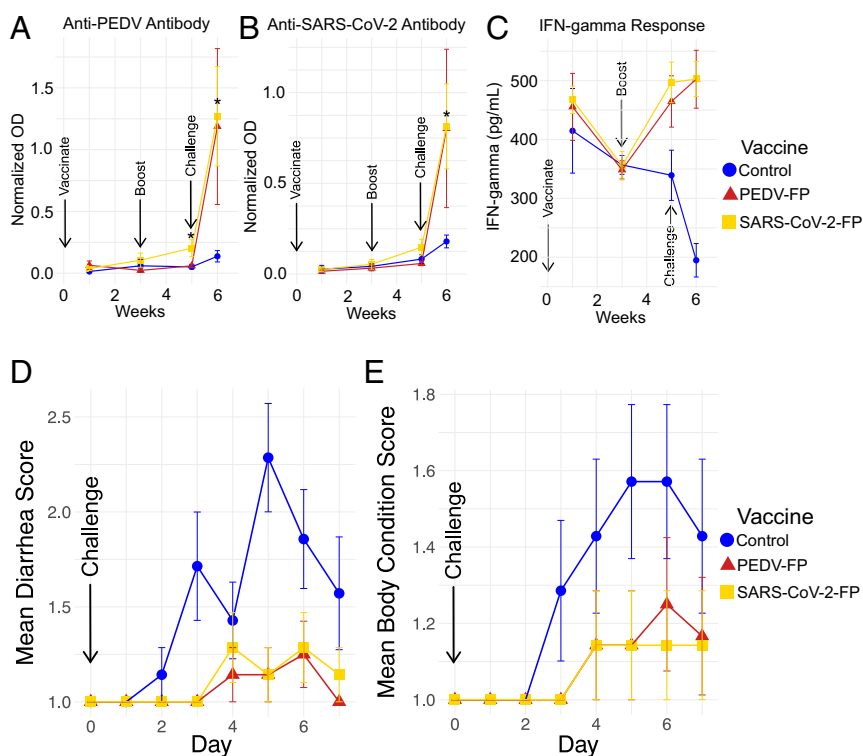 A
Anti-PEDV Antibody
Normalized OD
1.5
1.0
0.5
0.0
Vaccinate
Boost
Challenge
*
*
0 2 4 6
Weeks
B
Anti-SARS-CoV-2 Antibody
Normalized OD
1.0
0.5
0.0
Vaccinate
Boost
Challenge
*
0 2 4 6
Weeks
C
IFN-gamma Response
IFN-gamma (pg/mL)
500
400
300
200
Vaccinate
Boost
Challenge
0 2 4 6
Weeks
Vaccine
Control
PEDV-FP
SARS-CoV-2-FP
D
Mean Diarrhea Score
2.5
2.0
1.5
1.0
Challenge
0 2 4 6
Day
E
Mean Body Condition Score
1.8
1.6
1.4
1.2
1.0
Challenge
0 2 4 6
Day
Vaccine
Control
PEDV-FP
SARS-CoV-2-FP